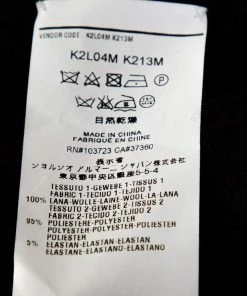 VENDOR CODE K2L04M K213M
K2L04M K213M
自然乾燥
MADE IN CHINA
FABRIQUÉ EN CHINE
RN#103723 CA#37360
表示者
ジョルジオ アルマーニ ジャパン株式会社
東京都中央区銀座5-5-4
TESSUTO 1-GEWEBE 1-TISSUS 1
FABRIC 1-TECIDO 1-TEJIDO 1
100% LANA-WOLLE-LAINE-WOOL-LA-LANA
TESSUTO 2-GEWEBE 2-TISSUS 2
FABRIC 2-TECIDO 2-TEJIDO 2
95% POLIESTERE-POLYESTER-
POLYESTER-POLYESTER-POLIESTER
POLIESTER
5% ELASTAN-ELASTAN-ELASTAN
ELASTANE-ELASTANO-ELASTANO